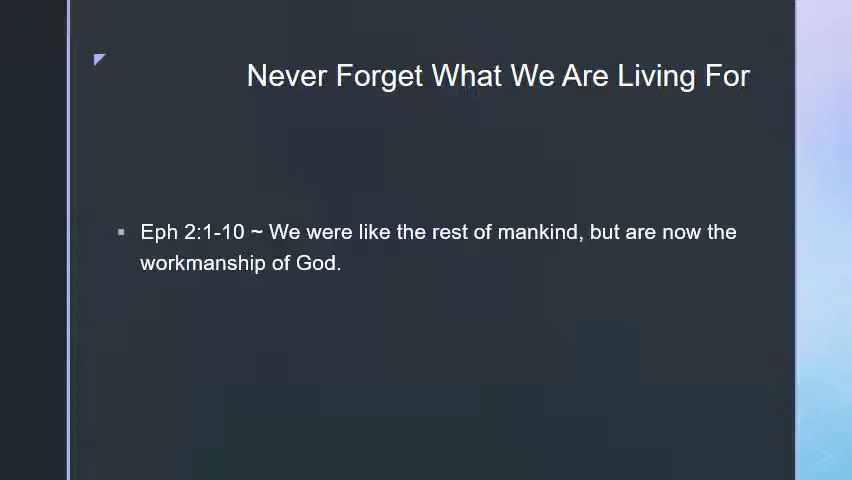 Never Forget What We Are Living For
▪ Eph 2:1-10 ~ We were like the rest of mankind, but are now the
workmanship of God.